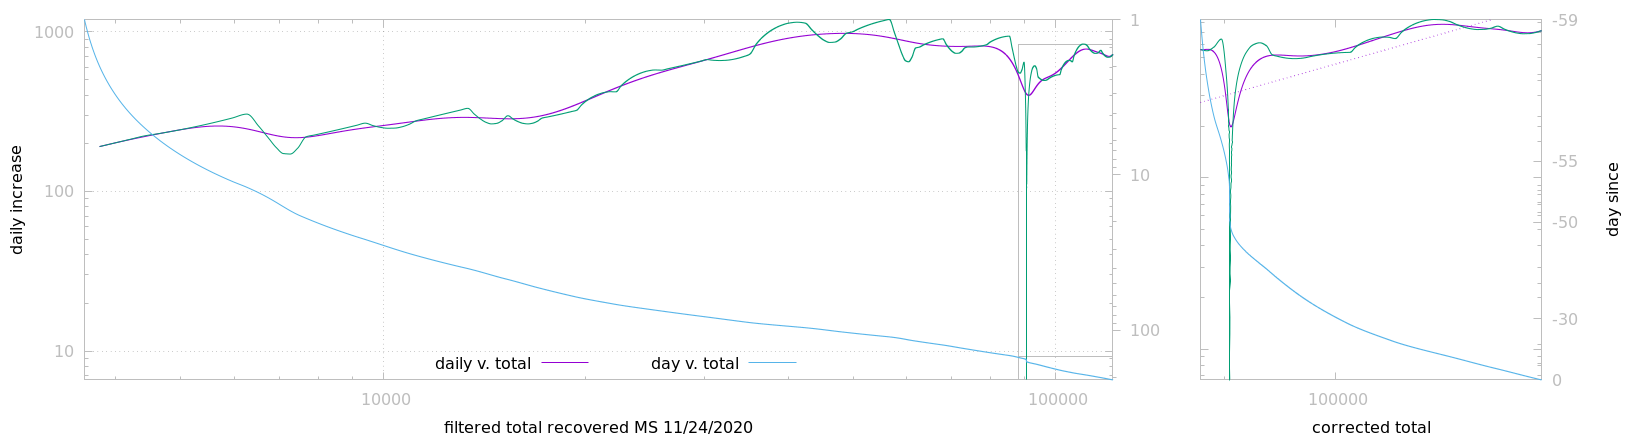 1000
100
10
daily increase
10000
100000
filtered total recovered MS 11/24/2020
daily v. total
day v. total
1
10
100
100000
corrected total
-59
-55
-50
-30
0
day since